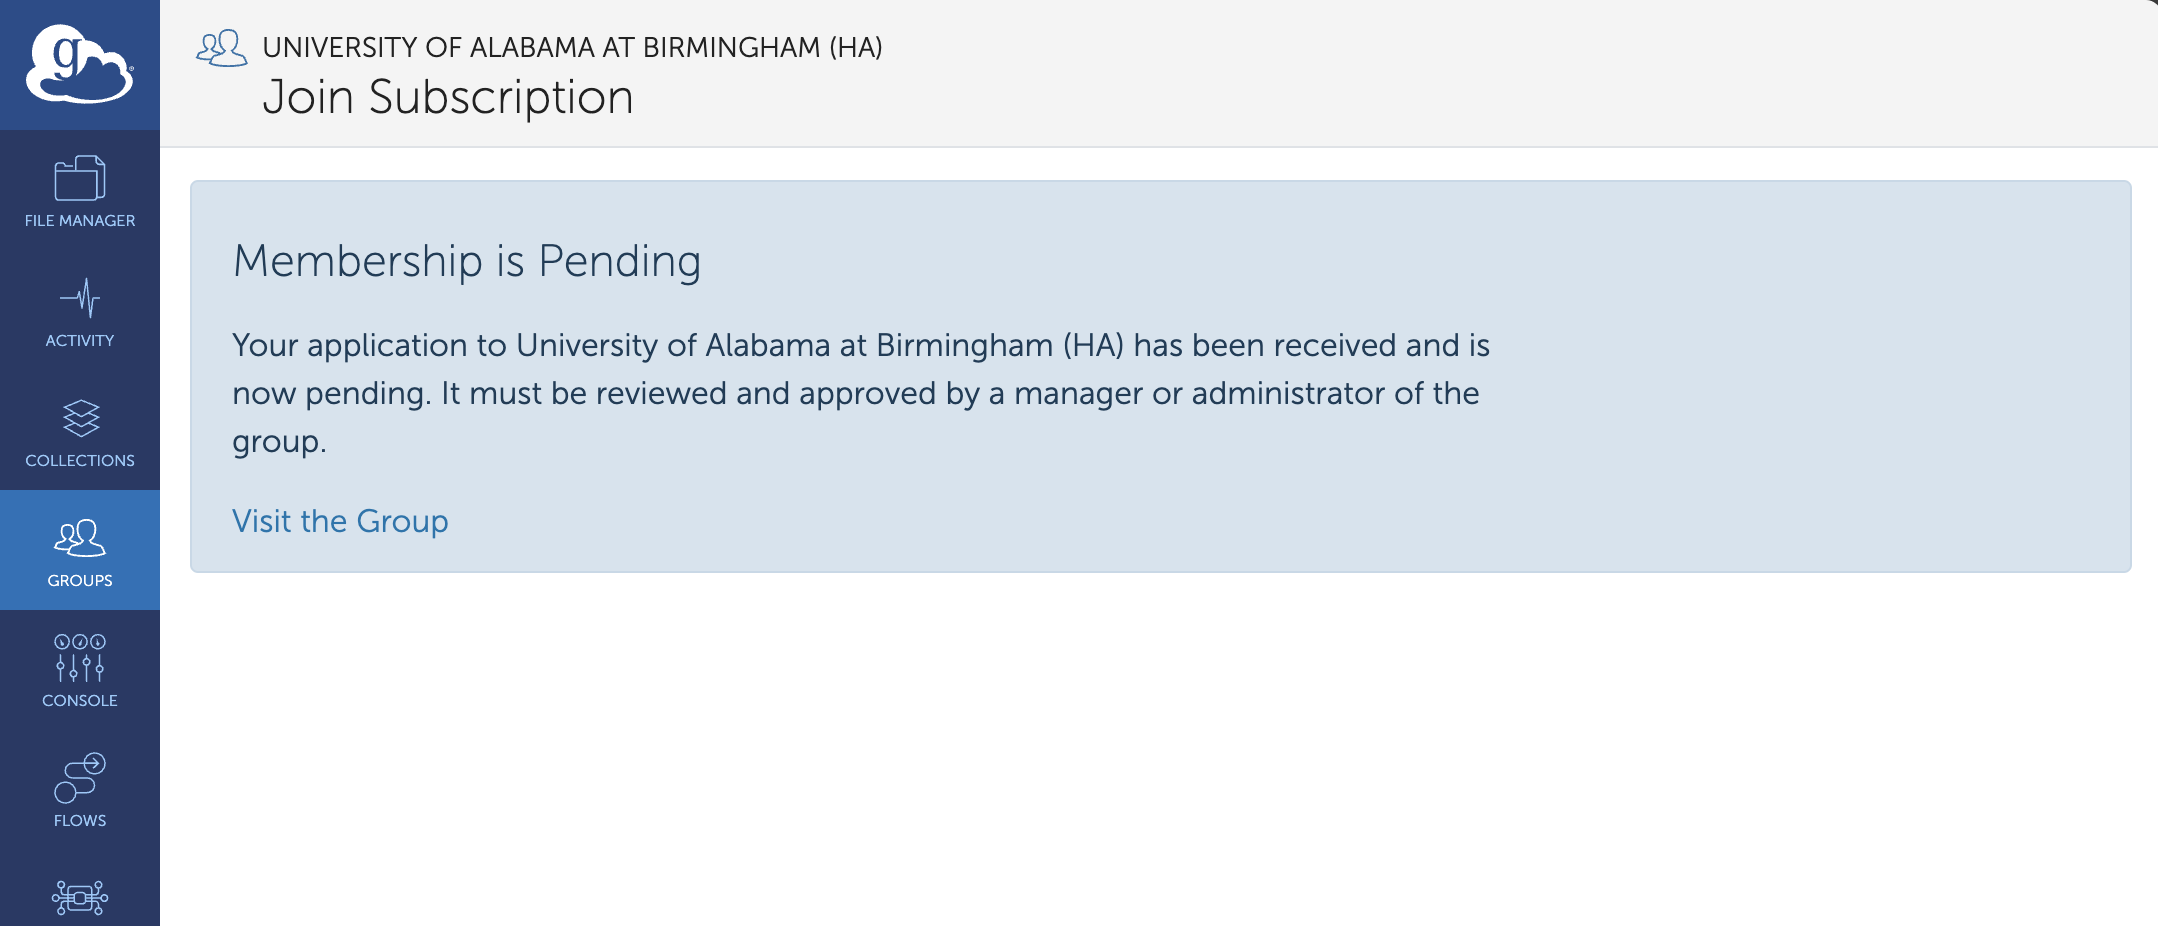 g
UNIVERSITY OF ALABAMA AT BIRMINGHAM (HA)
Join Subscription
FILE MANAGER
ACTIVITY
COLLECTIONS
GROUPS
CONSOLE
FLOWS
Membership is Pending
Your application to University of Alabama at Birmingham (HA) has been received and is
now pending. It must be reviewed and approved by a manager or administrator of the
group.
Visit the Group